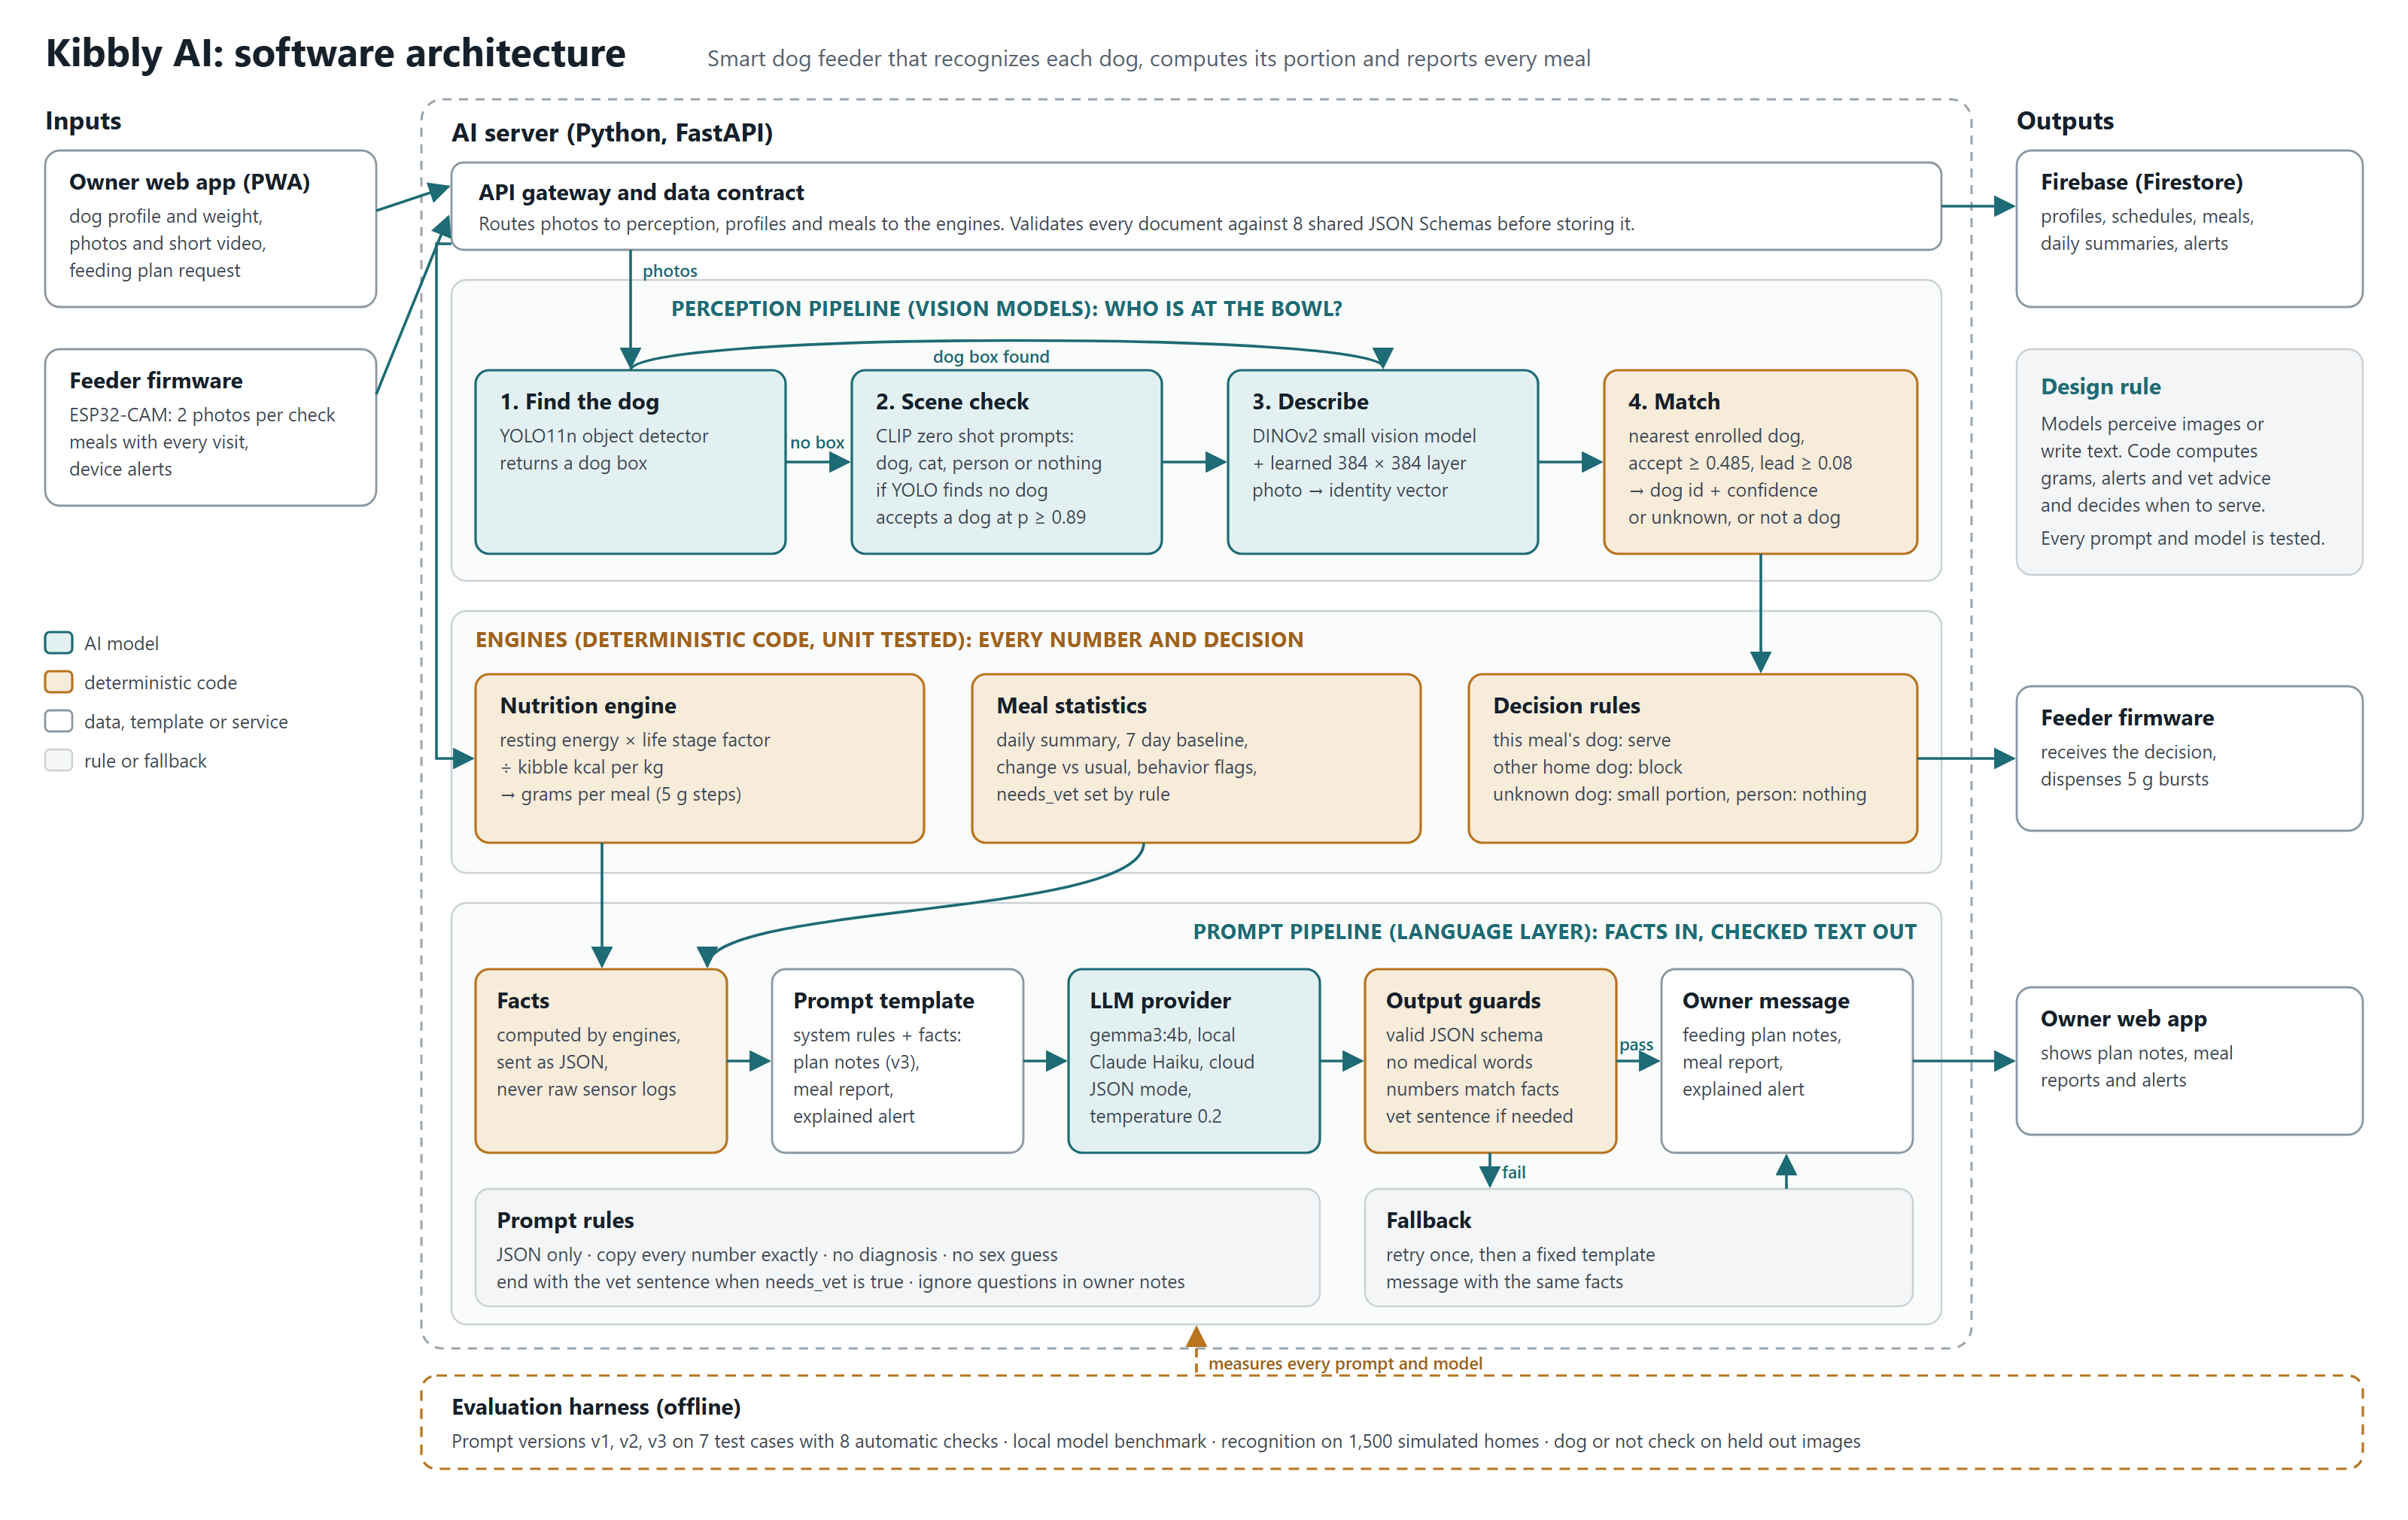 Kibbly AI: software architecture
Smart dog feeder that recognizes each dog, computes its portion and reports every meal
Inputs
Owner web app (PWA)
dog profile and weight,
photos and short video,
feeding plan request
Feeder firmware
ESP32-CAM: 2 photos per check
meals with every visit,
device alerts
AI model
deterministic code
data, template or service
rule or fallback
AI server (Python, FastAPI)
API gateway and data contract
Routes photos to perception, profiles and meals to the engines. Validates every document against 8 shared JSON Schemas before storing it.
photos
PERCEPTION PIPELINE (VISION MODELS): WHO IS AT THE BOWL?
dog box found
1. Find the dog
YOLO11n object detector
returns a dog box
no box
2. Scene check
CLIP zero shot prompts:
dog, cat, person or nothing
if YOLO finds no dog
accepts a dog at p ≥ 0.89
3. Describe
DINOv2 small vision model
+ learned 384 × 384 layer
photo → identity vector
4. Match
nearest enrolled dog,
accept ≥ 0.485, lead ≥ 0.08
→ dog id + confidence
or unknown, or not a dog
ENGINES (DETERMINISTIC CODE, UNIT TESTED): EVERY NUMBER AND DECISION
Nutrition engine
resting energy × life stage factor
÷ kibble kcal per kg
→ grams per meal (5 g steps)
Meal statistics
daily summary, 7 day baseline,
change vs usual, behavior flags,
needs_vet set by rule
Decision rules
this meal's dog: serve
other home dog: block
unknown dog: small portion, person: nothing
PROMPT PIPELINE (LANGUAGE LAYER): FACTS IN, CHECKED TEXT OUT
Facts
computed by engines,
sent as JSON,
never raw sensor logs
Prompt template
system rules + facts:
plan notes (v3),
meal report,
explained alert
LLM provider
gemma3:4b, local
Claude Haiku, cloud
JSON mode,
temperature 0.2
Output guards
valid JSON schema
no medical words
numbers match facts
vet sentence if needed
pass
Owner message
feeding plan notes,
meal report,
explained alert
fail
Prompt rules
JSON only · copy every number exactly · no diagnosis · no sex guess
end with the vet sentence when needs_vet is true · ignore questions in owner notes
Fallback
retry once, then a fixed template
message with the same facts
measures every prompt and model
Evaluation harness (offline)
Prompt versions v1, v2, v3 on 7 test cases with 8 automatic checks · local model benchmark · recognition on 1,500 simulated homes · dog or not check on held out images
Outputs
Firebase (Firestore)
profiles, schedules, meals,
daily summaries, alerts
Design rule
Models perceive images or
write text. Code computes
grams, alerts and vet advice
and decides when to serve.
Every prompt and model is tested.
Feeder firmware
receives the decision,
dispenses 5 g bursts
Owner web app
shows plan notes, meal
reports and alerts